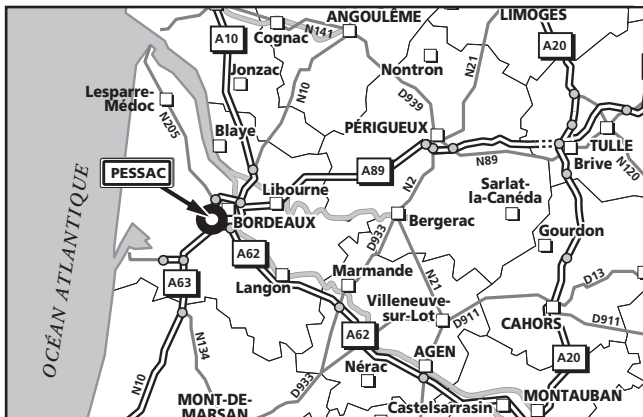 ANGOULÊME
LIMOGES
A10
Cognac
N141
A20
Jonzac
N10
Nontron
N21
Lesparre-
Médoc
D939
N205
Blaye
PÉRIGUEUX
TULLE
PESSAC
A89
N89
Brive
N120
Libourne
N2
Sarlat-
la-Canéda
BORDEAUX
Bergerac
OCÉAN ATLANTIQUE
D933
Gourdon
A62
A63
Langon
Marmande
N21
D13
Villeneuve-
sur-Lot
D911
D911
CAHORS
N134
A62
N10
AGEN
A20
D933
Nérac
MONT-DE-
MARSAN
Castelsarrasin
MONTAUBAN